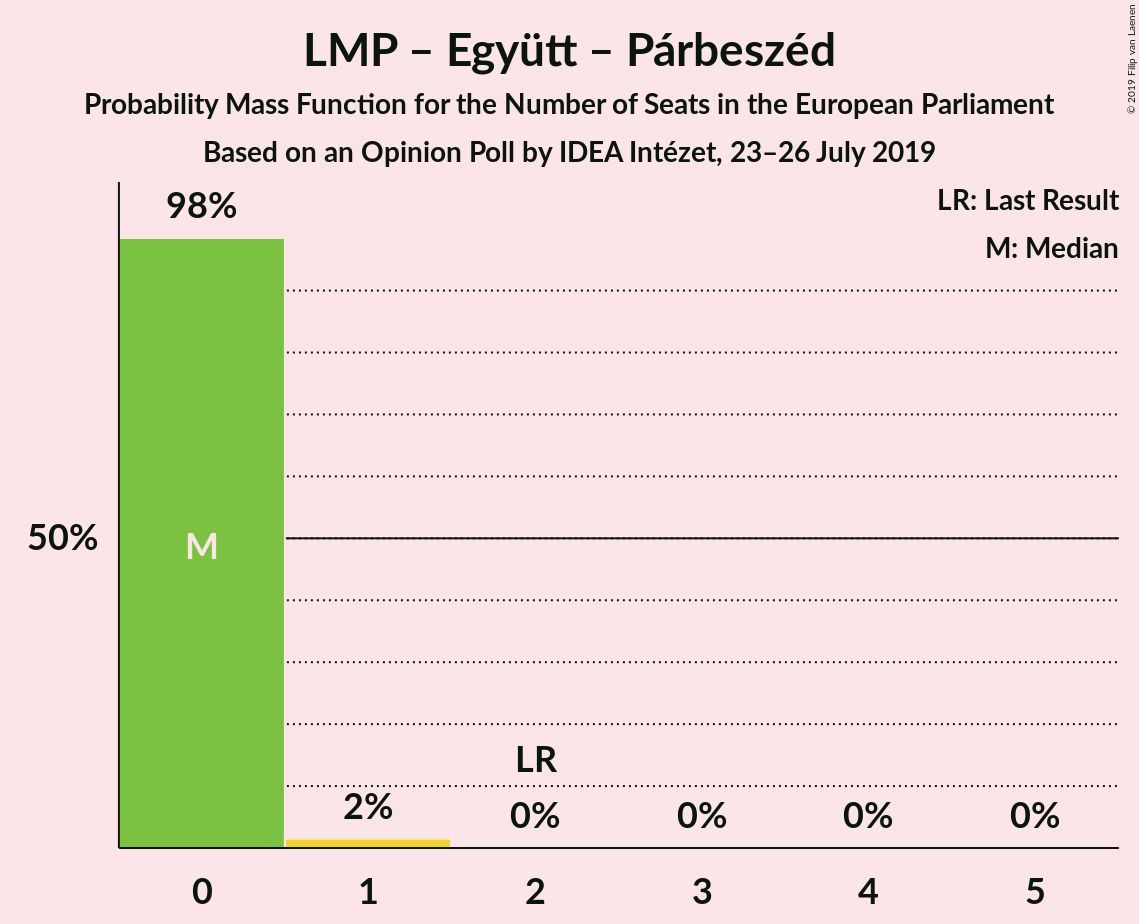 LMP – Együtt – Párbeszéd
Probability Mass Function for the Number of Seats in the European Parliament
Based on an Opinion Poll by IDEA Intézet, 23–26 July 2019
© 2019 Filip van Laenen
LR: Last Result
M: Median
98%
50%
M
LR
2%
0%
0%
0%
0%
0
1
2
3
4
5